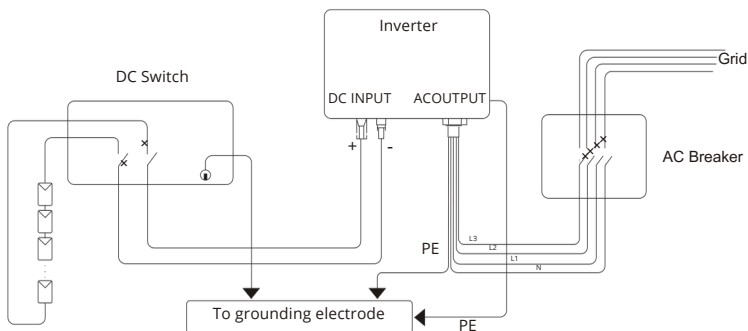 Inverter
Grid
DC Switch
DC INPUT
ACOUTPUT
+
-
AC Breaker
L3
L2
PE
L1
N
To grounding electrode
PE